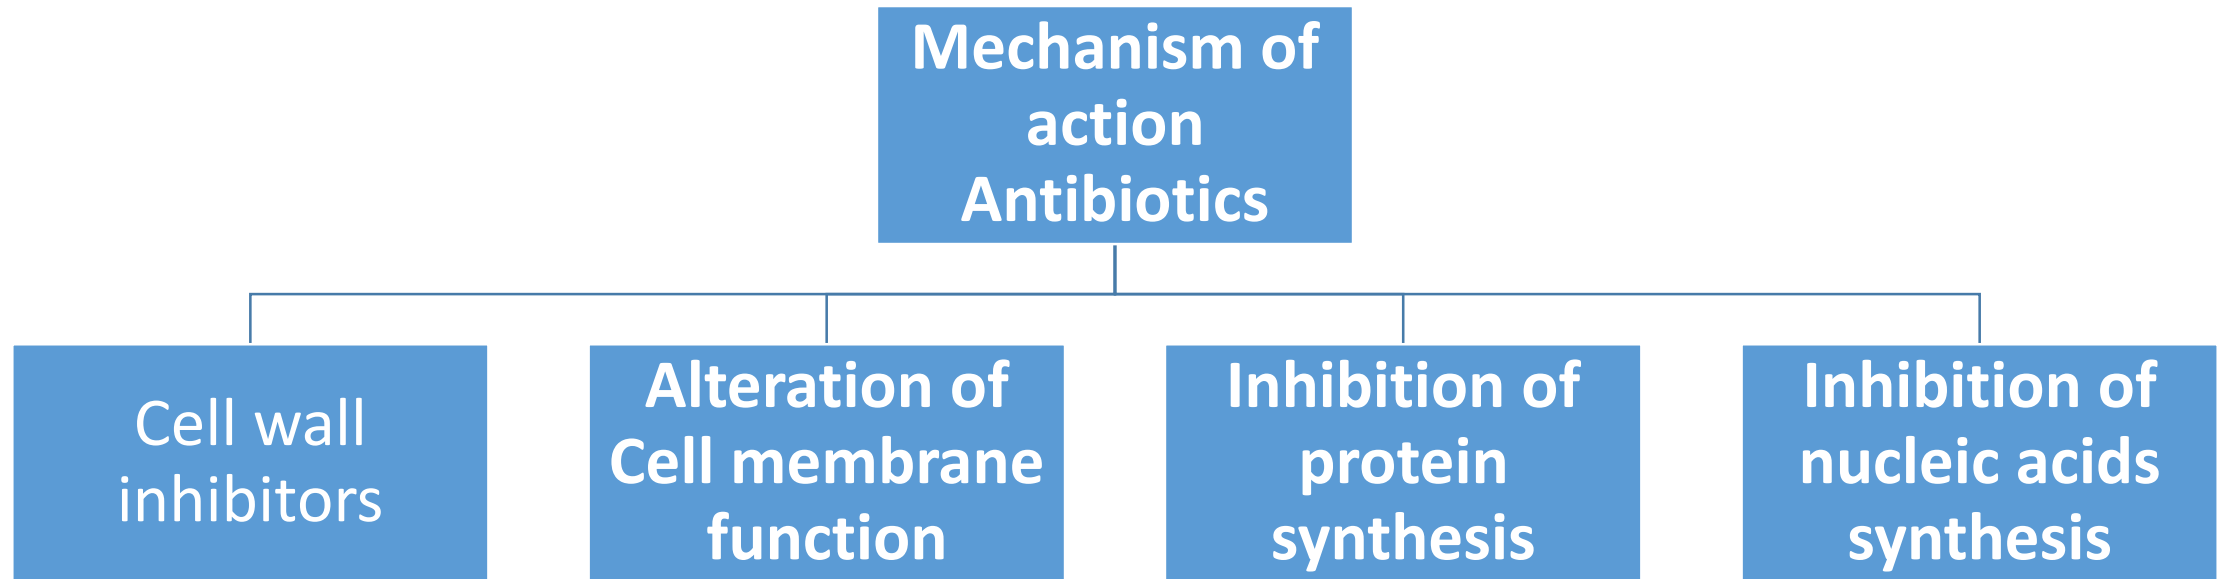 Mechanism of
action
Antibiotics
Cell wall
inhibitors
Alteration of
Cell membrane
function
Inhibition of
protein
synthesis
Inhibition of
nucleic acids
synthesis